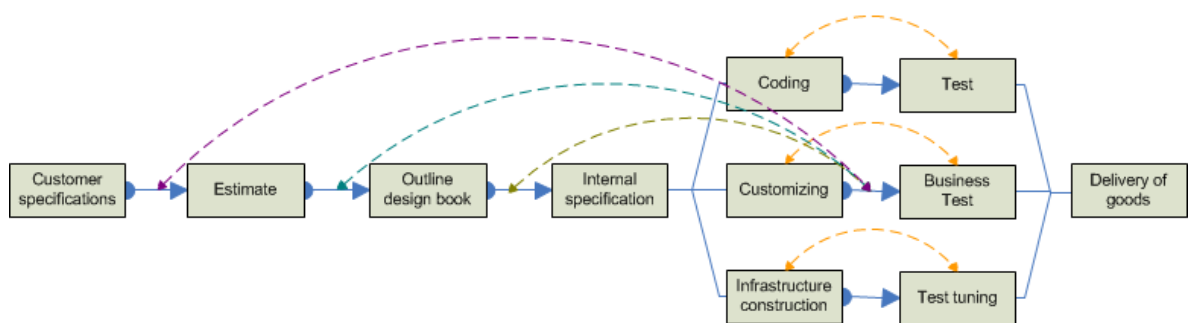 Coding
Test
Customer
specifications
Estimate
Outline
design book
Internal
specification
Customizing
Business
Test
Delivery of
goods
Infrastructure
construction
Test tuning